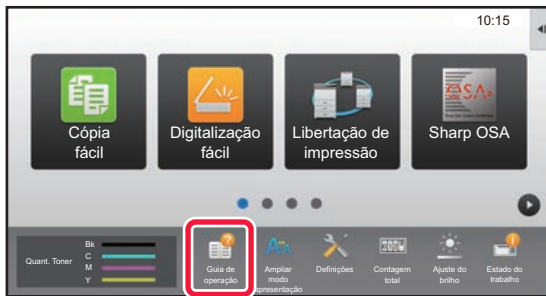 10:15
Cópia
fácil
Digitalização
fácil
Libertação de
impressão
OSA
Sharp OSA
Quant. Toner
Bk
C
M
Y
Guia de
operação
Ampliar
modo
apresentação
Definições
Contagem
total
Ajuste do
brilho
Estado do
trabalho